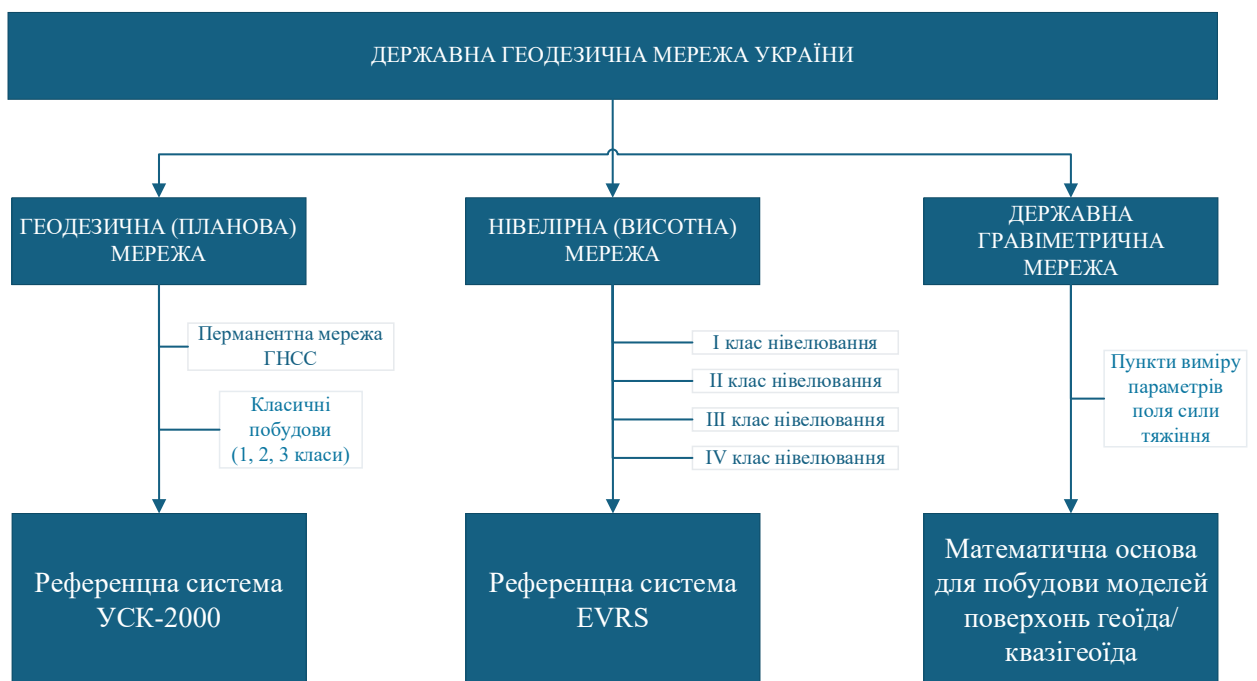 ДЕРЖАВНА ГЕОДЕЗИЧНА МЕРЕЖА УКРАЇНИ
ГЕОДЕЗИЧНА (ПЛАНОВА)
МЕРЕЖА
Перманентна мережа
ГНСС
Класичні
побудови
(1, 2, 3 класи)
Референцна система
УСК-2000
НІВЕЛІРНА (ВИСОТНА)
МЕРЕЖА
I клас нівелювання
II клас нівелювання
III клас нівелювання
IV клас нівелювання
Референцна система
EVRS
ДЕРЖАВНА
ГРАВІМЕТРИЧНА
МЕРЕЖА
Пункти виміру
параметрів
поля сили
тяжіння
Математична основа
для побудови моделей
поверхонь геоїда/
квазігеоїда